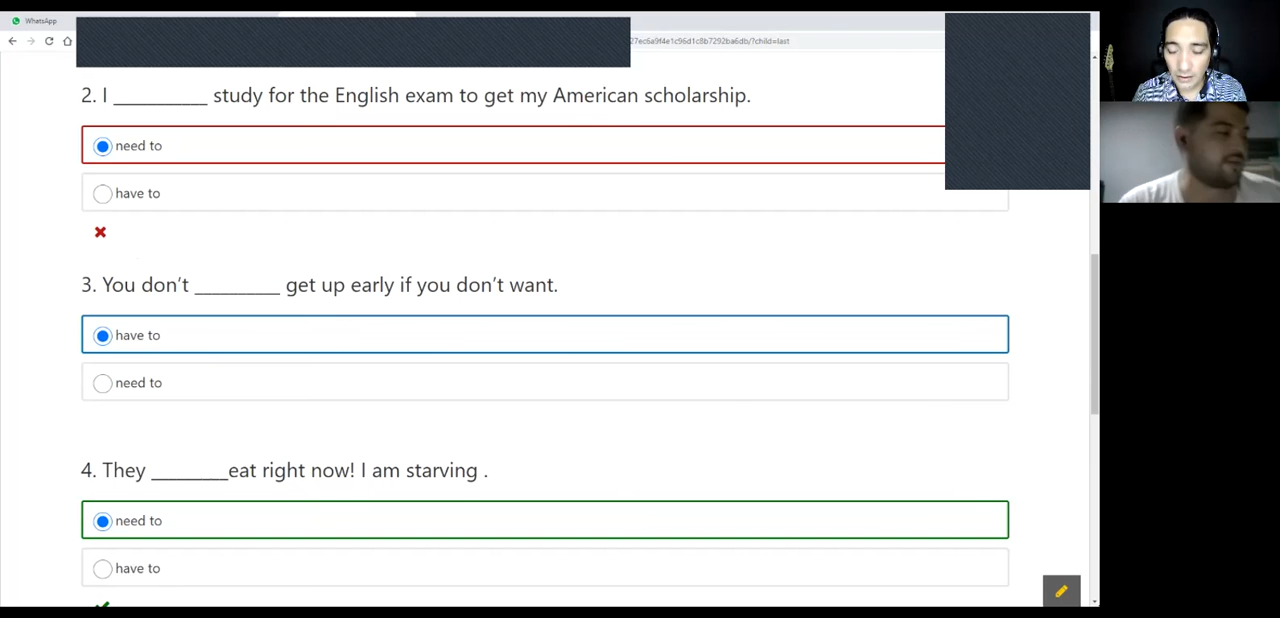 WhatsApp
27ec6a9f4e1c96d1c8b7292ba6db/?child=last
2. I __________ study for the English exam to get my American scholarship.
need to
have to
3. You don’t _________ get up early if you don’t want.
have to
need to
4. They ________eat right now! I am starving .
need to
have to